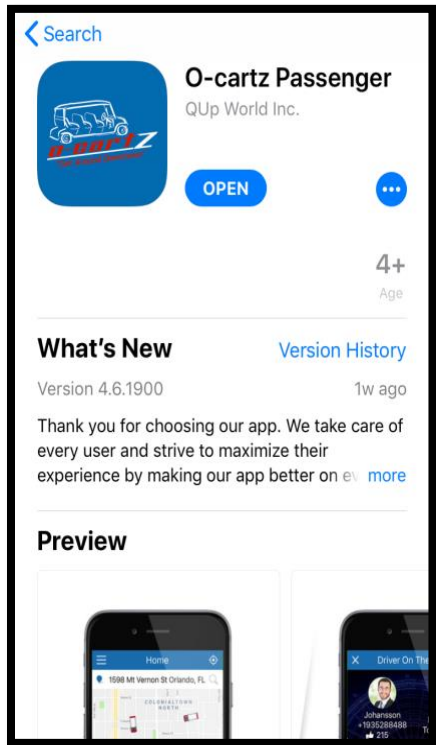 Search
O-cartz Passenger
QUp World Inc.
o-cartz
OPEN
4+
Age
What's New
Version History
Version 4.6.1900
1w ago
Thank you for choosing our app. We take care of
every user and strive to maximize their
experience by making our app better on
more
Preview
Home
1598 Mt Vernon St Orlando, FL
COLONIALTOWN
NORTH
Driver On The
Johansson
+1935288488
215